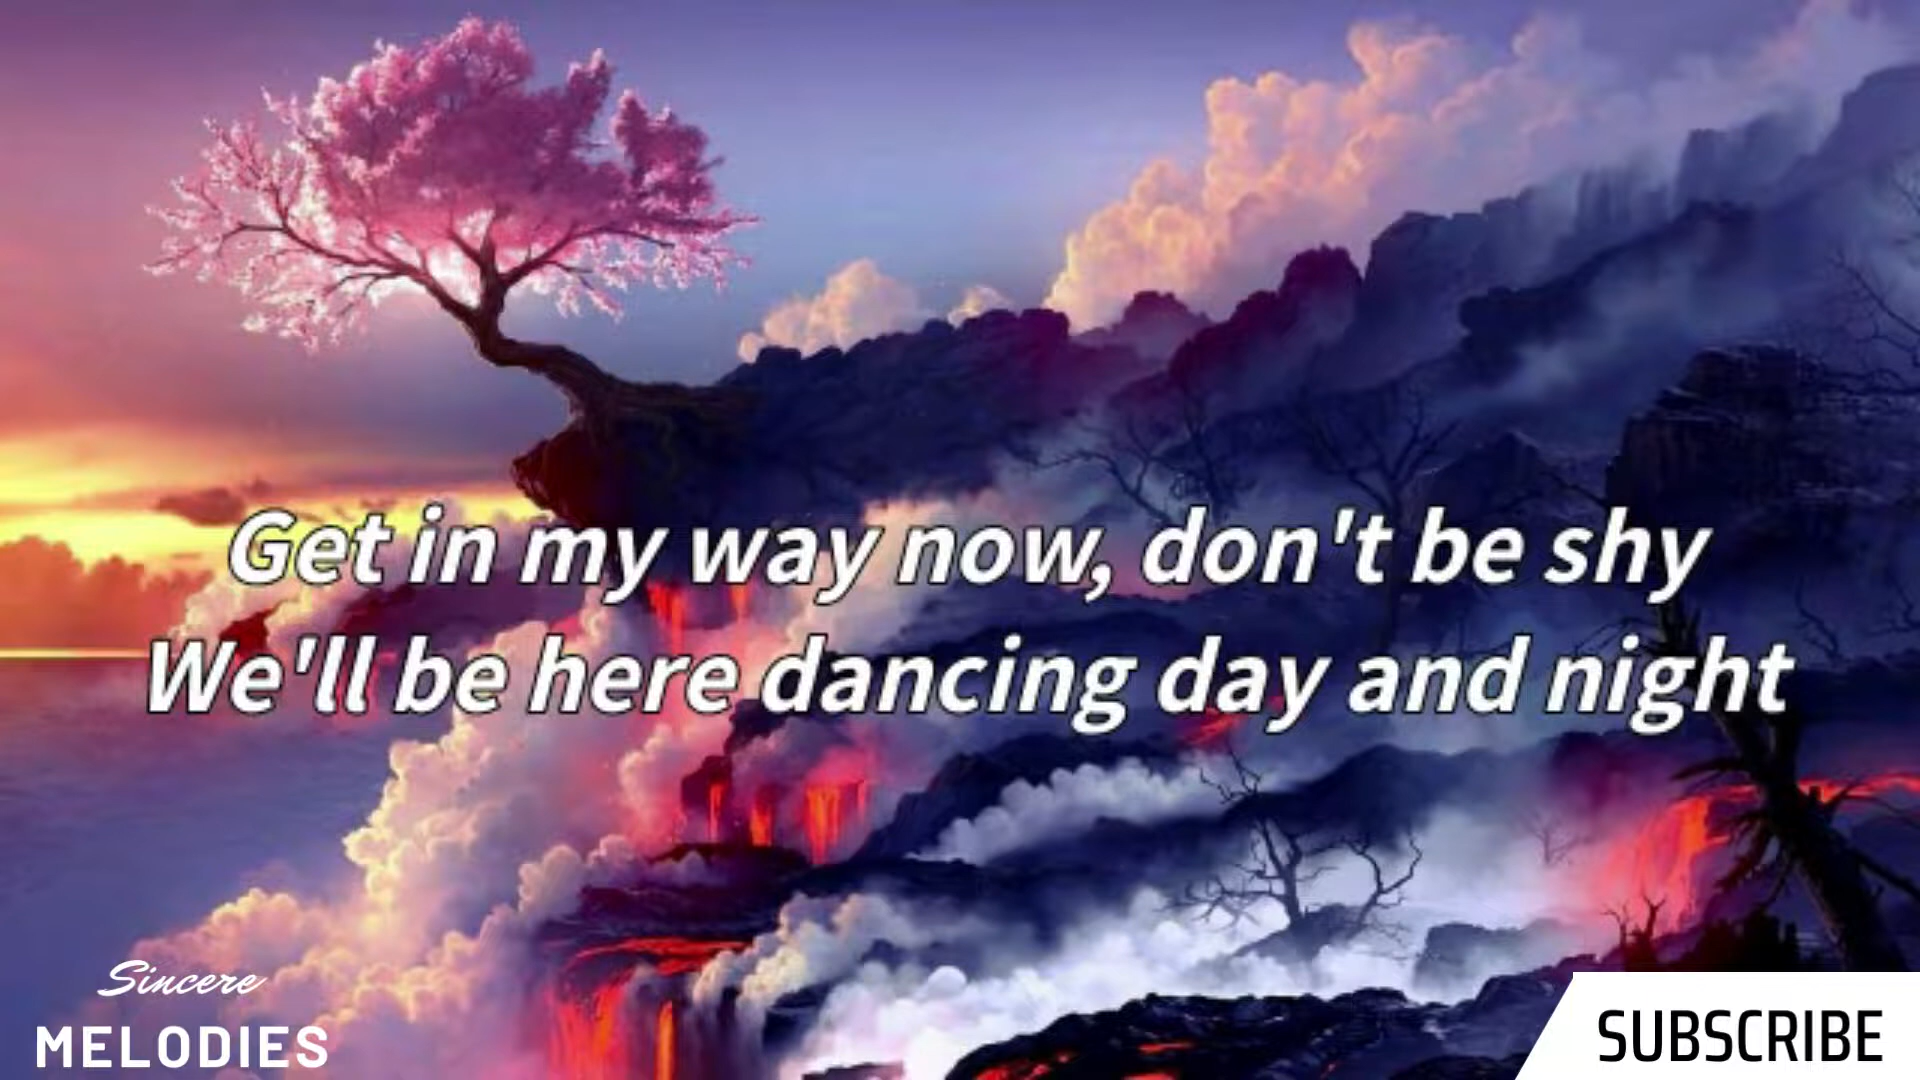 Get in my way now, don't be shy
We'll be here dancing day and night
Sincere
MELODIES
SUBSCRIBE